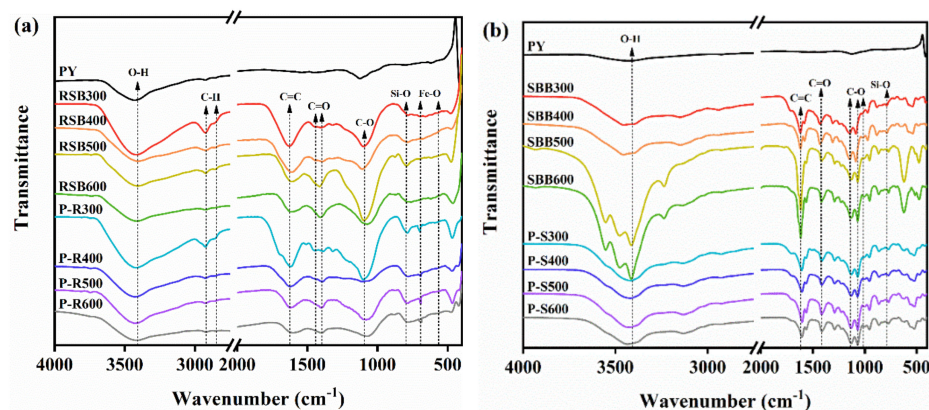 (a)
O-H
PY
RSB300
RSB400
RSB500
RSB600
P-R300
P-R400
P-R500
P-R600
C-H
C=C
C=O
C-O
Si-O
Fe-O
Transmittance
4000 3500 3000 2000 1500 1000 500
Wavenumber (cm⁻¹)
(b)
O-H
PY
SBB300
SBB400
SBB500
SBB600
P-S300
P-S400
P-S500
P-S600
C=C
C=O
C-O
Si-O
Transmittance
4000 3500 3000 2000 1500 1000 500
Wavenumber (cm⁻¹)